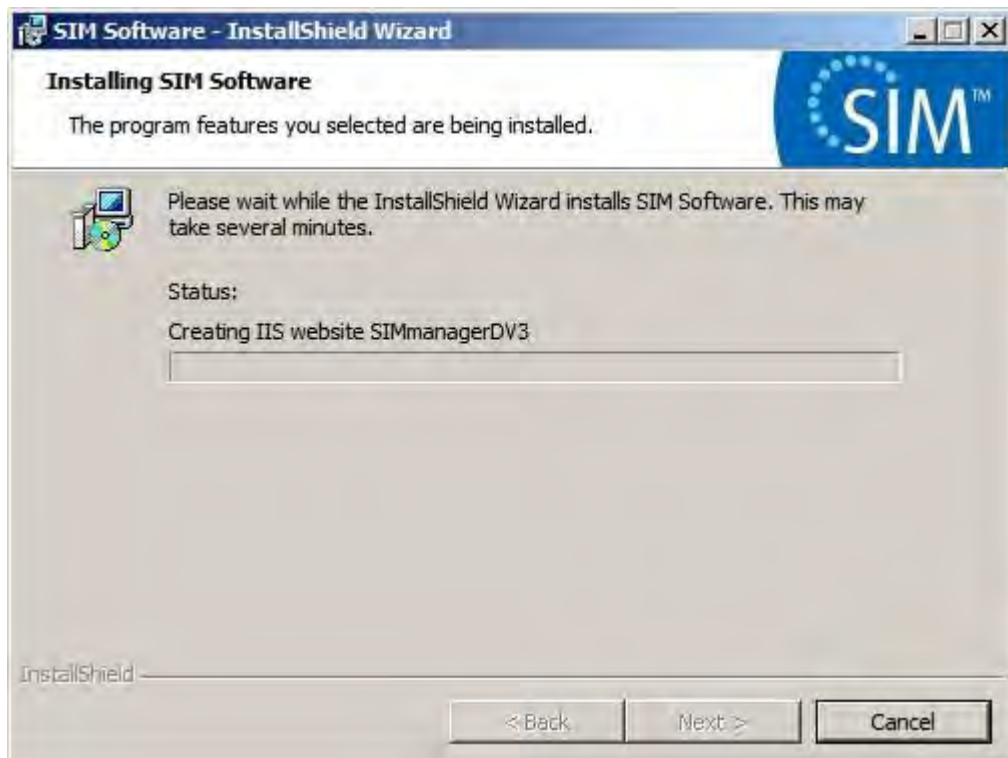 SIM Software - InstallShield Wizard
Installing SIM Software
The program features you selected are being installed.
SIM™
Please wait while the InstallShield Wizard installs SIM Software. This may
take several minutes.
Status:
Creating IIS website SIMmanagerDV3
InstallShield
< Back
Next >
Cancel